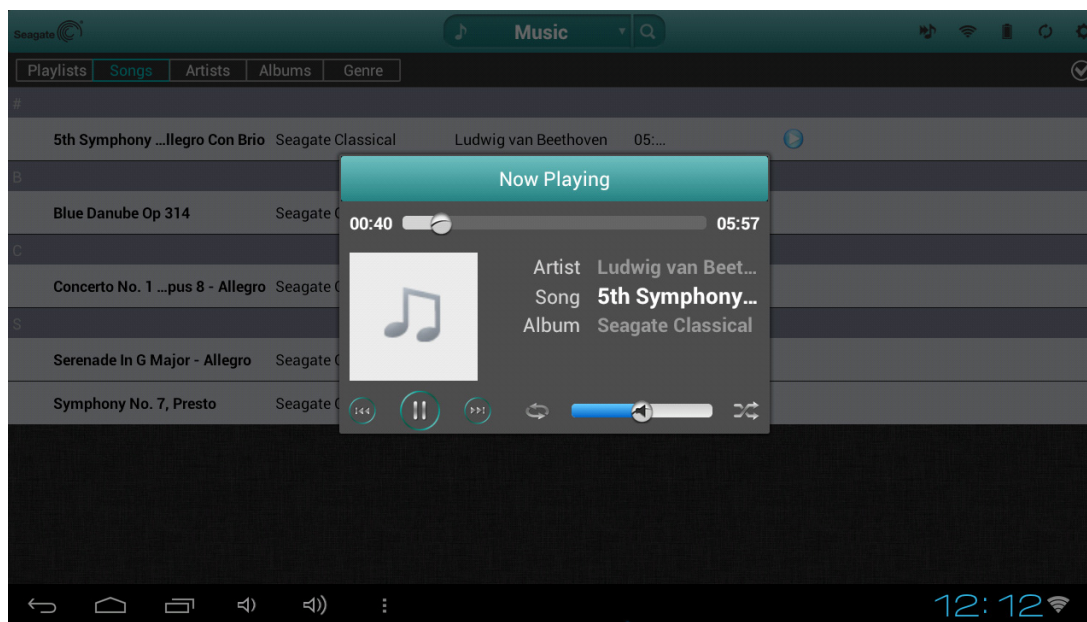 Seagate
Music
Playlists Songs Artists Albums Genre
#
5th Symphony ...llegro Con Brio Seagate Classical Ludwig van Beethoven 05:...
Now Playing
B
Blue Danube Op 314 Seagate
00:40 05:57
C
Artist Ludwig van Beet...
Concerto No. 1 ...pus 8 - Allegro Seagate
Song 5th Symphony...
S
Album Seagate Classical
Serenade In G Major - Allegro Seagate
Symphony No. 7, Presto Seagate
12:12